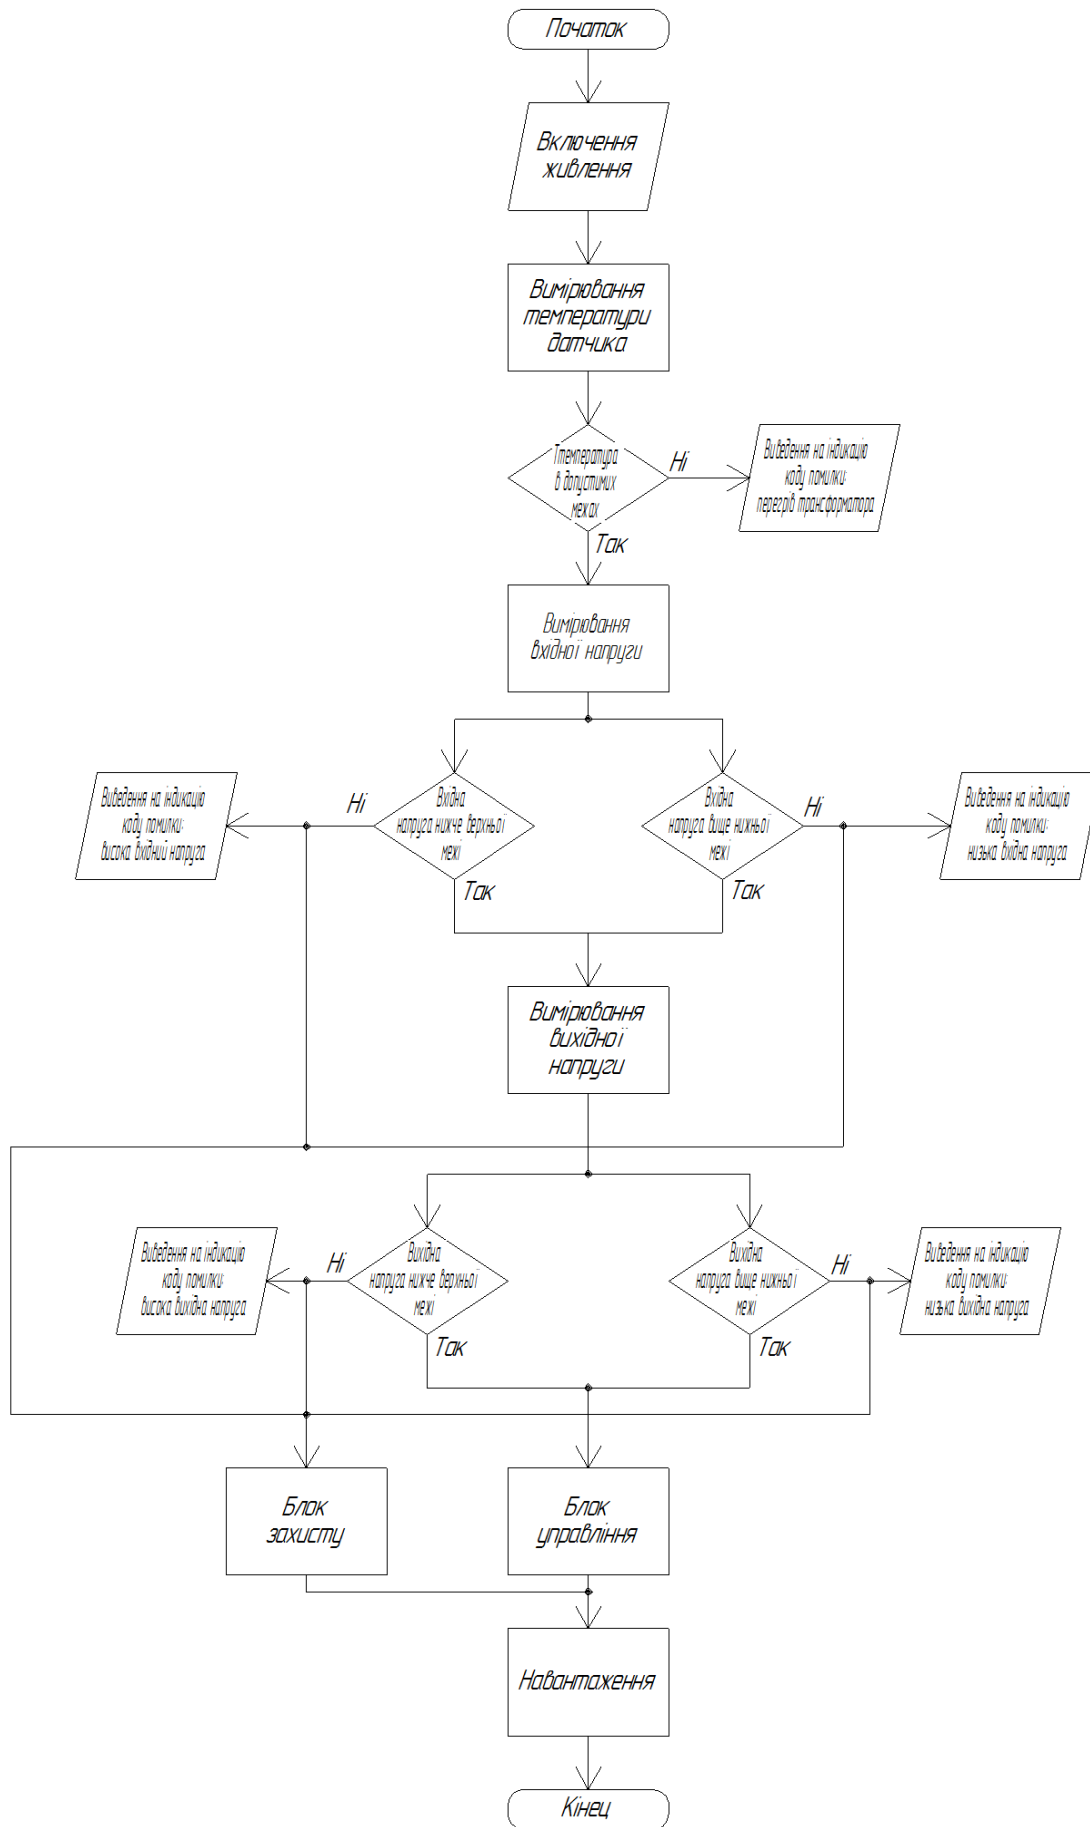 Початок
Включення
живлення
Вимірювання
температури
датчика
Ттемпература
в допустимих
межах
Ні
Виведення на індикацію
коду помилки:
перегрів трансформатора
Так
Вимірювання
вхідної напруги
Виведення на індикацію
коду помилки:
висока вхідний напруга
Ні
Вхідна
напруга нижче верхньої
межі
Так
Вхідна
напруга вище нижньої
межі
Ні
Так
Виведення на індикацію
коду помилки:
низька вхідна напруга
Вимірювання
вихідної
напруги
Виведення на індикацію
коду помилки:
висока вихідна напруга
Ні
Вихідна
напруга нижче верхньої
межі
Так
Вихідна
напруга вище нижньої
межі
Ні
Так
Виведення на індикацію
коду помилки:
низька вихідна напруга
Блок
захисту
Блок
управління
Навантаження
Кінец